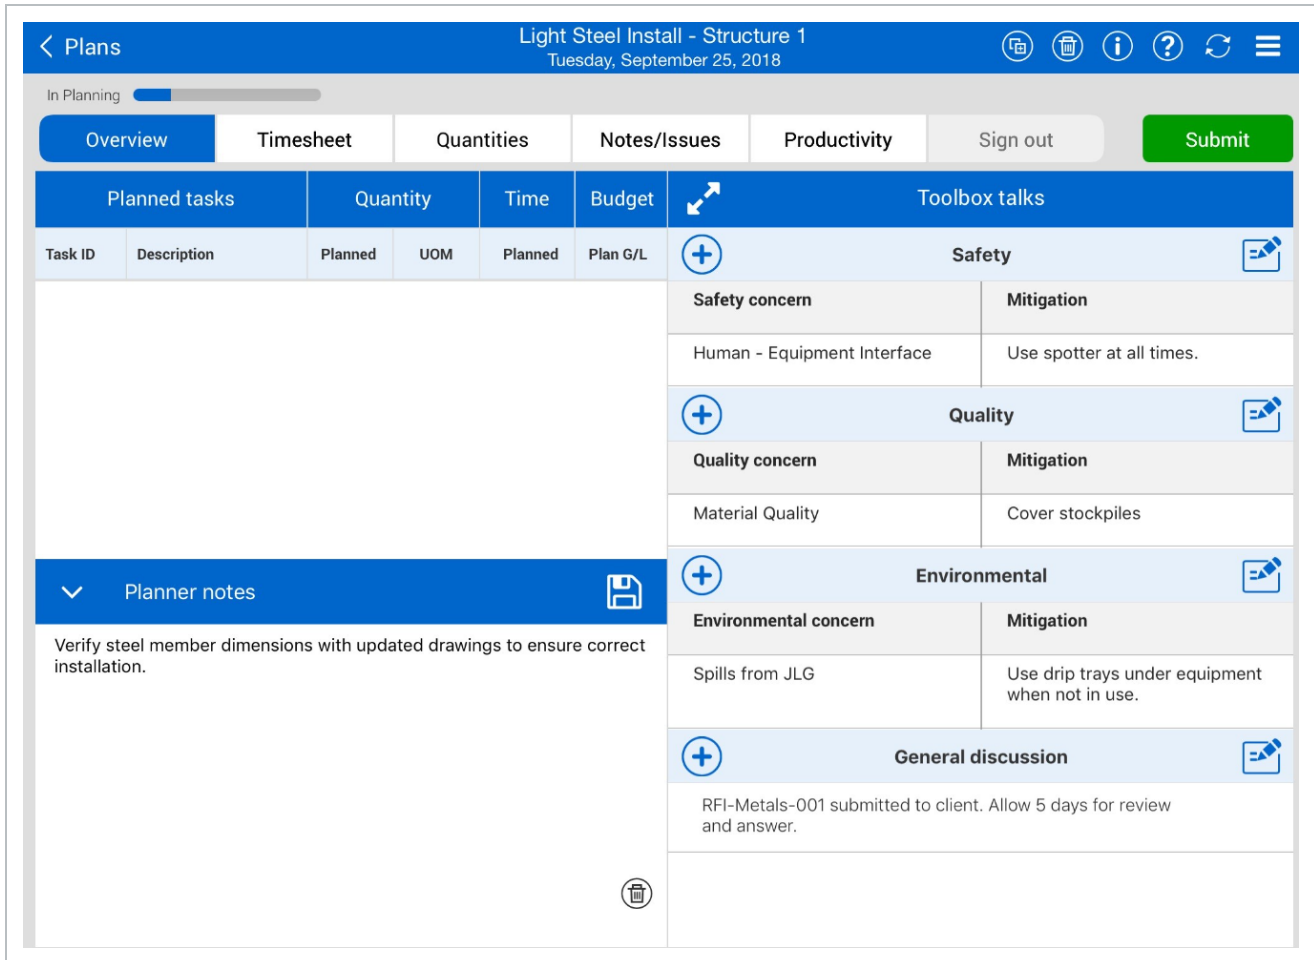 Plans
Light Steel Install - Structure 1
Tuesday, September 25, 2018
In Planning
Overview
Timesheet
Quantities
Notes/Issues
Productivity
Sign out
Submit
Planned tasks
Quantity
Time
Budget
Toolbox talks
Task ID
Description
Planned
UOM
Planned
Plan G/L
Safety
Safety concern
Mitigation
Human - Equipment Interface
Use spotter at all times.
Quality
Quality concern
Mitigation
Material Quality
Cover stockpiles
Planner notes
Verify steel member dimensions with updated drawings to ensure correct
installation.
Environmental
Environmental concern
Mitigation
Spills from JLG
Use drip trays under equipment
when not in use.
General discussion
RFI-Metals-001 submitted to client. Allow 5 days for review
and answer.